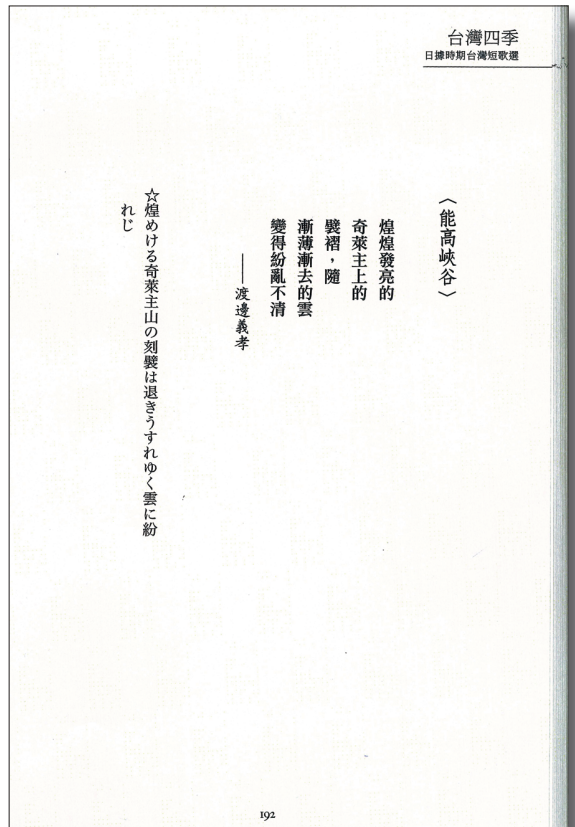 台灣四季
日據時期台灣短歌選
〈能高峽谷〉
煌煌發亮的
奇萊主上的
襞褶，隨
漸薄漸去的雲
變得紛亂不清
——渡邊義孝
☆煌めける奇萊主山の刻襞は退きうすれゆく雲に紛
れじ
192